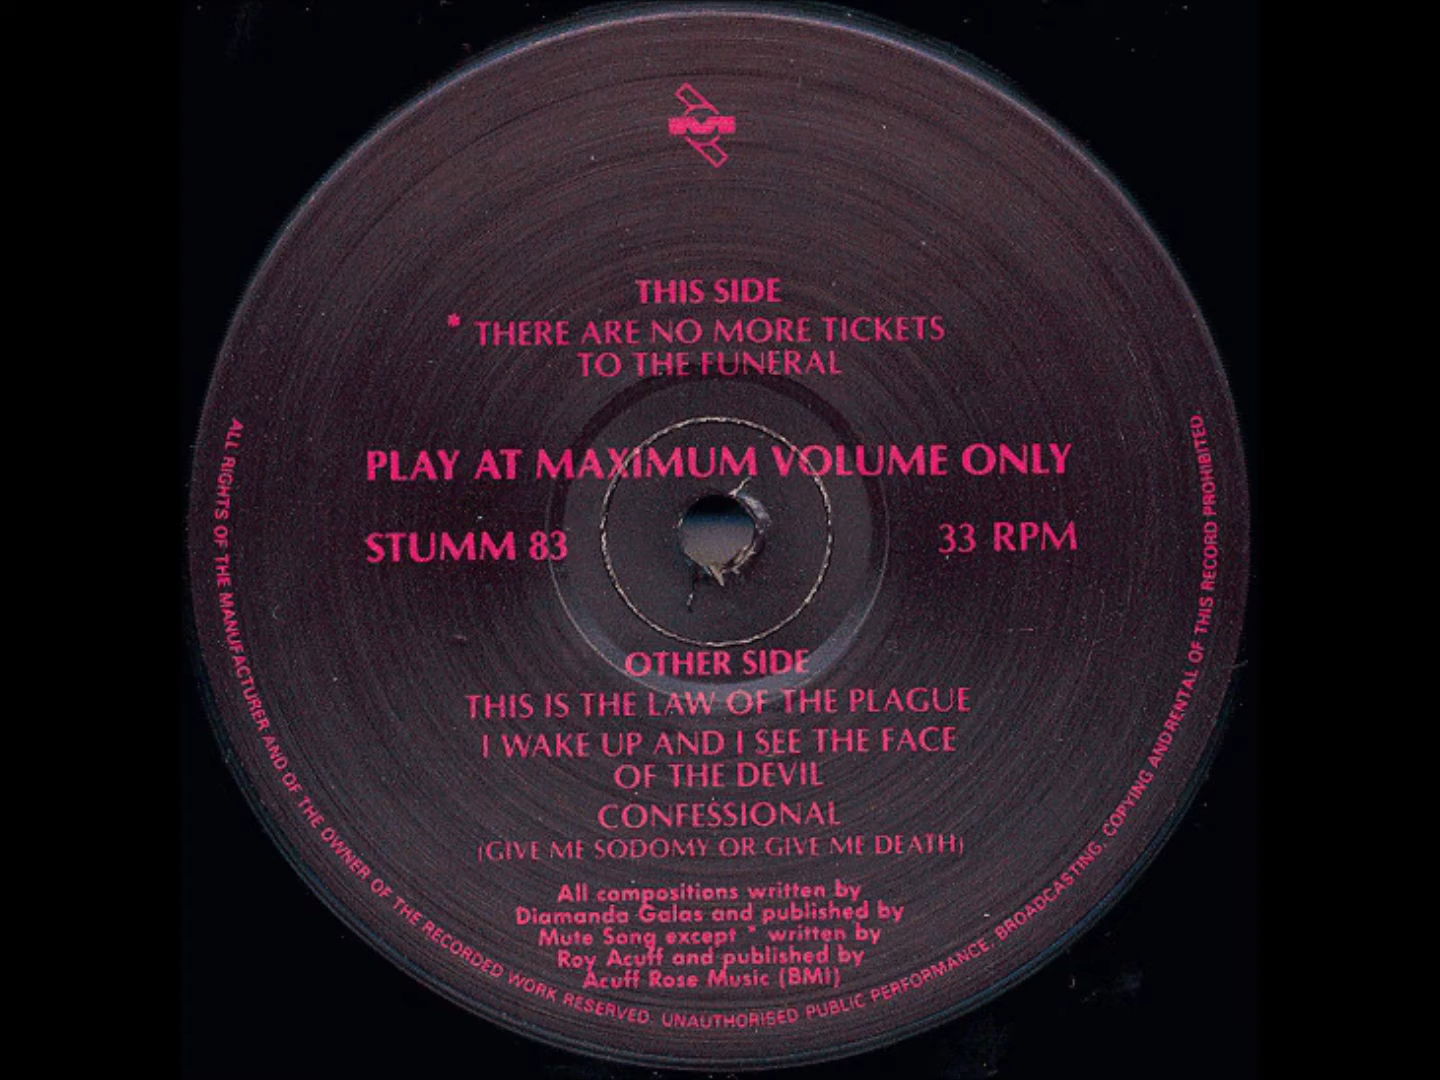 THIS SIDE
* THERE ARE NO MORE TICKETS
TO THE FUNERAL
PLAY AT MAXIMUM VOLUME ONLY
STUMM 83
33 RPM
OTHER SIDE
THIS IS THE LAW OF THE PLAGUE
I WAKE UP AND I SEE THE FACE
OF THE DEVIL
CONFESSIONAL
(GIVE ME SODOMY OR GIVE ME DEATH)
All compositions written by
Diamanda Galas and published by
Mute Song except * written by
Roy Acuff and published by
Acuff Rose Music (BMI)
ALL RIGHTS OF THE MANUFACTURER AND OF THE OWNER OF THE RECORDED WORK RESERVED. UNAUTHORISED PUBLIC PERFORMANCE, BROADCASTING, COPYING AND RENTAL OF THIS RECORD PROHIBITED